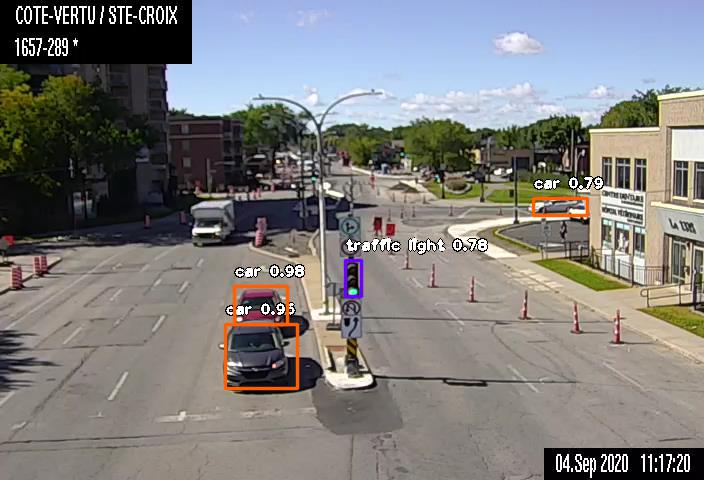 COTE-VERTU / STE-CROIX
1657-289 *
car 0.79
traffic light 0.78
car 0.98
car 0.95
04.Sep 2020 11:17:20